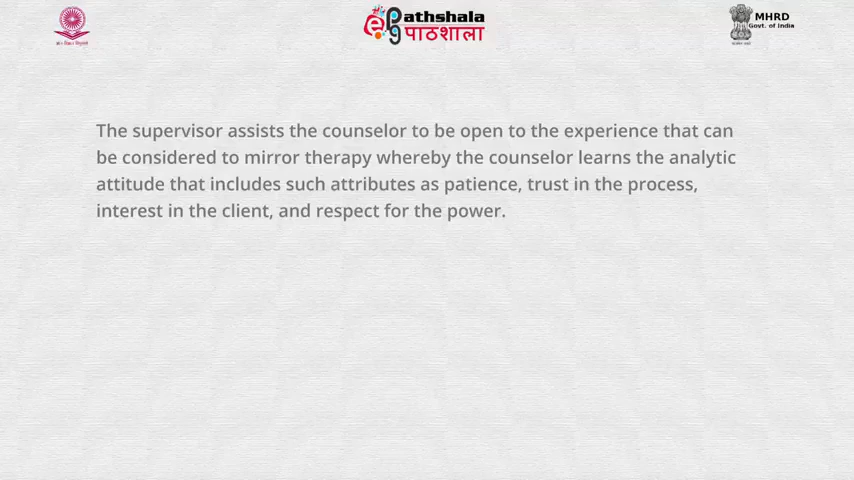 Pathshala
पाठशाला
MHRD
Govt. of India
The supervisor assists the counselor to be open to the experience that can
be considered to mirror therapy whereby the counselor learns the analytic
attitude that includes such attributes as patience, trust in the process,
interest in the client, and respect for the power.